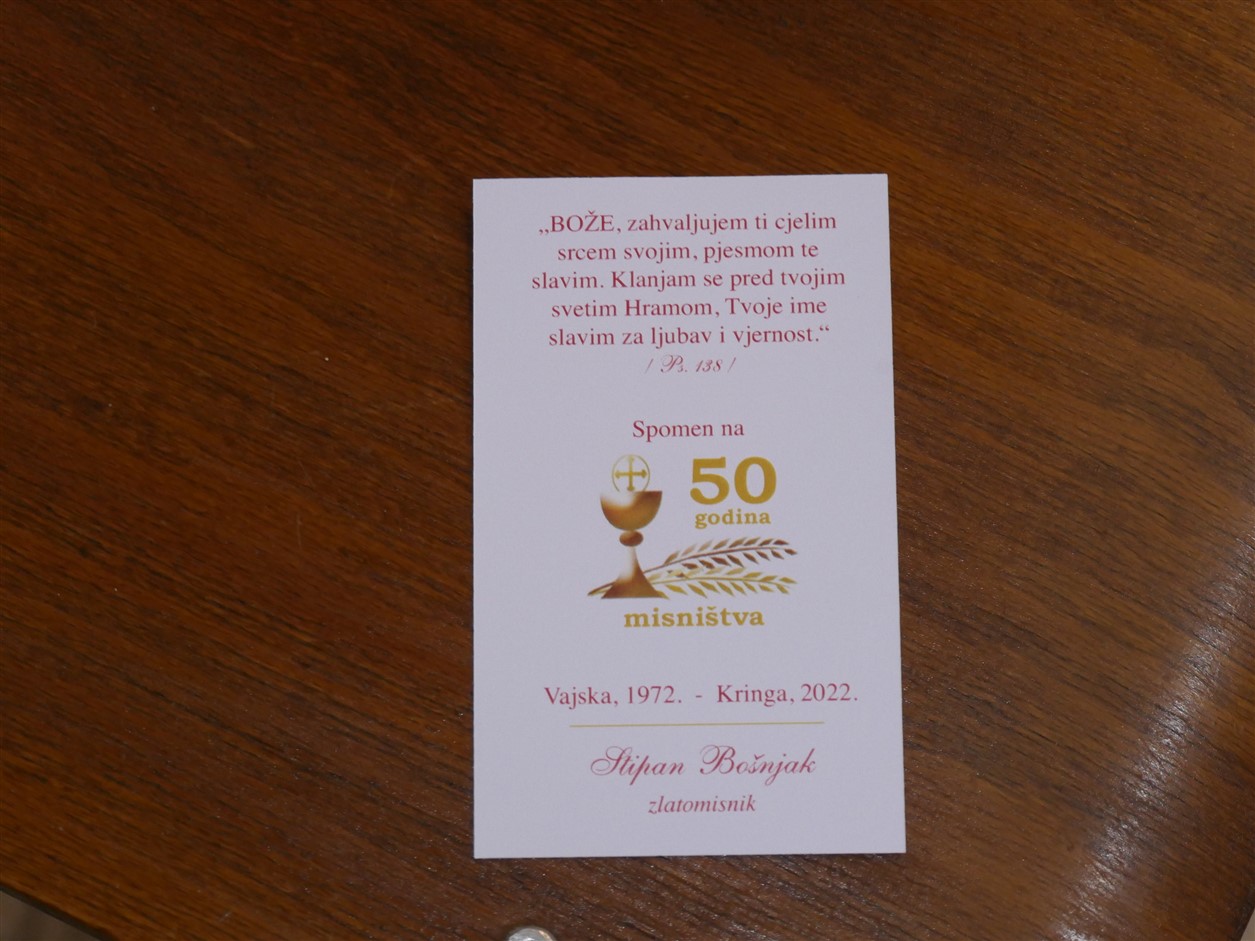 „BOŽE, zahvaljujem ti cjelim
srcem svojim, pjesmom te
slavim. Klanjam se pred tvojim
svetim Hramom, Tvoje ime
slavim za ljubav i vjernost.“
/ Ps. 138 /
Spomen na
50
godina
misništva
Vajska, 1972. - Kringa, 2022.
Stipan Bošnjak
zlatomisnik